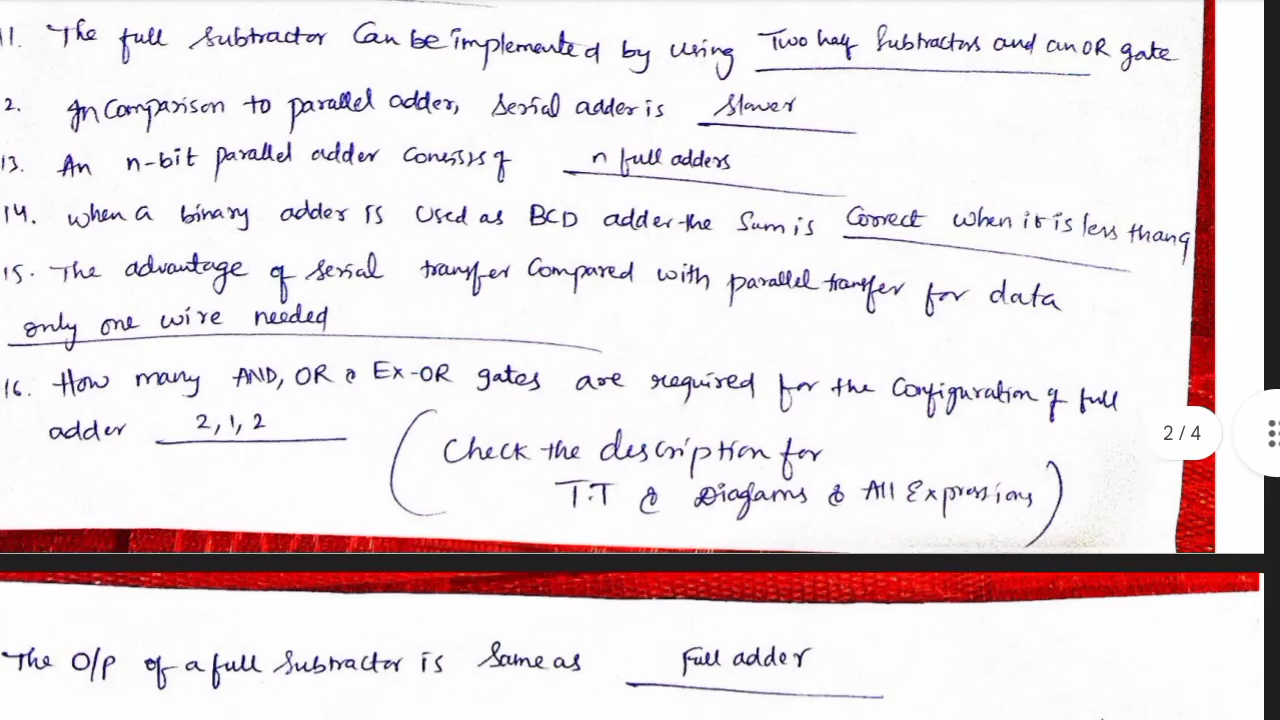 11. The full Subtractor Can be implemented by using Two half Subtractors and an OR gate
2. In Comparison to parallel adder, Serial adder is slower
13. An n-bit parallel adder consists of n full adders
14. when a binary adder is used as BCD adder the Sum is Correct when it is less than 9
15. The advantage of serial transfer Compared with parallel transfer for data
only one wire needed
16. How many AND, OR & Ex-OR gates are required for the Configuration of full
adder 2, 1, 2
(Check the description for
T.T & Diagams & All Expressions)
2 / 4
The O/p of a full Subtractor is Same as Full adder